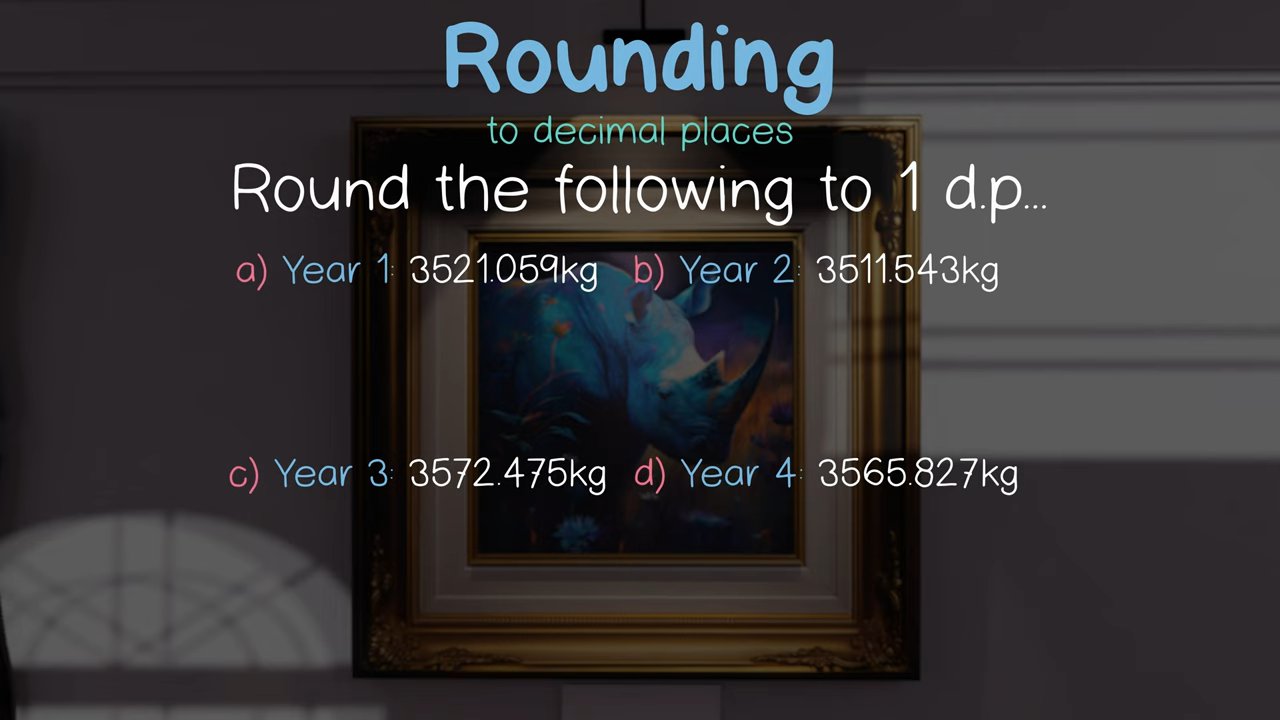 Rounding
to decimal places
Round the following to 1 d.p...
a) Year 1: 3521.059kg b) Year 2: 3511.543kg
c) Year 3: 3572.475kg d) Year 4: 3565.827kg